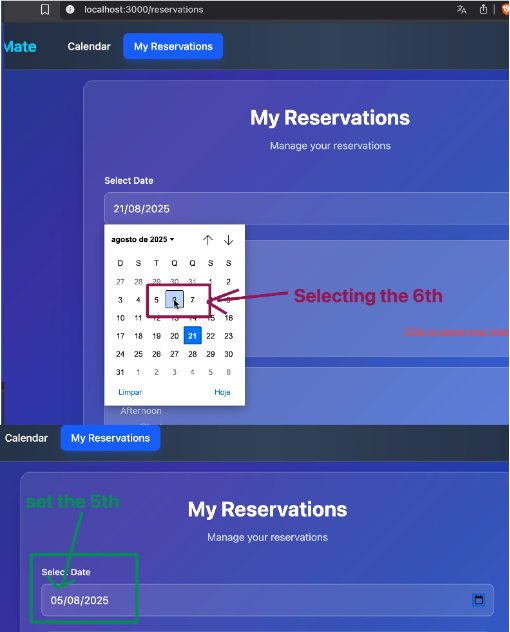 localhost:3000/reservations
Mate Calendar My Reservations
My Reservations
Manage your reservations
Select Date
21/08/2025
agosto de 2025
D S T Q Q S S
27 28 29 30 31 1 2
3 4 5 6 7 8 9
Selecting the 6th
10 11 12 13 14 15 16
17 18 19 20 21 22 23
24 25 26 27 28 29 30
31 1 2 3 4 5 6
Limpar Hoje
Afternoon
Calendar My Reservations
set the 5th
My Reservations
Manage your reservations
Select Date
05/08/2025